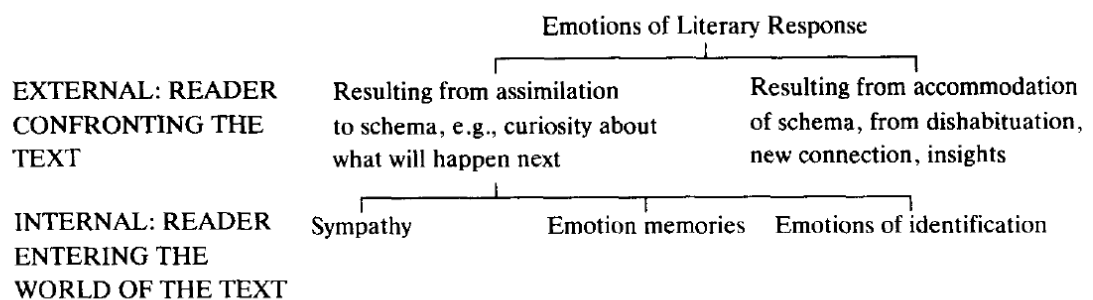 Emotions of Literary Response
EXTERNAL: READER
CONFRONTING THE
TEXT
Resulting from assimilation
to schema, e.g., curiosity about
what will happen next
Resulting from accommodation
of schema, from dishabituation,
new connection, insights
INTERNAL: READER
ENTERING THE
WORLD OF THE TEXT
Sympathy
Emotion memories
Emotions of identification